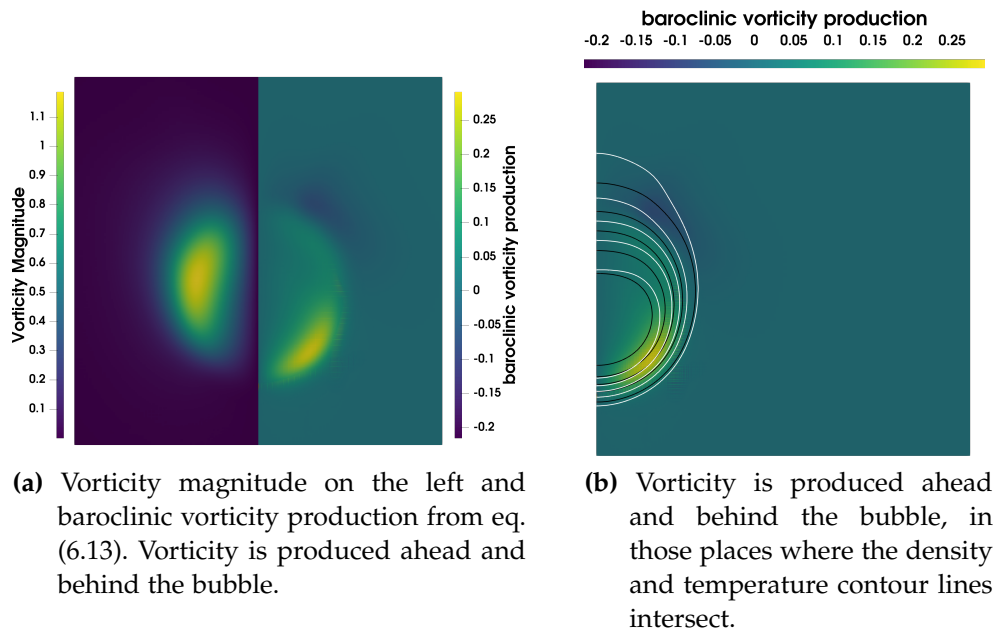 baroclinic vorticity production
-0.2 -0.15 -0.1 -0.05 0 0.05 0.1 0.15 0.2 0.25
Vorticity Magnitude
1.1
1
0.9
0.8
0.7
0.6
0.5
0.4
0.3
0.2
0.1
0.25
0.2
0.15
0.1
0.05
0
-0.05
-0.1
-0.15
-0.2
baroclinic vorticity production
(a) Vorticity magnitude on the left and
baroclinic vorticity production from eq.
(6.13). Vorticity is produced ahead and
behind the bubble.
(b) Vorticity is produced ahead
and behind the bubble, in
those places where the density
and temperature contour lines
intersect.